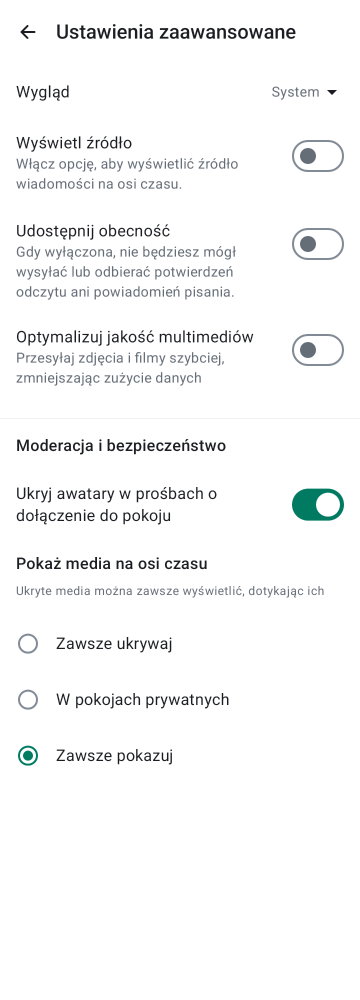 Ustawienia zaawansowane
Wygląd
System
Wyświetl źródło
Włącz opcję, aby wyświetlić źródło
wiadomości na osi czasu.
Udostępnij obecność
Gdy wyłączona, nie będziesz mógł
wysyłać lub odbierać potwierdzeń
odczytu ani powiadomień pisania.
Optymalizuj jakość multimediów
Przesyłaj zdjęcia i filmy szybciej,
zmniejszając zużycie danych
Moderacja i bezpieczeństwo
Ukryj awatary w prośbach o
dołączenie do pokoju
Pokaż media na osi czasu
Ukryte media można zawsze wyświetlić, dotykając ich
Zawsze ukrywaj
W pokojach prywatnych
Zawsze pokazuj